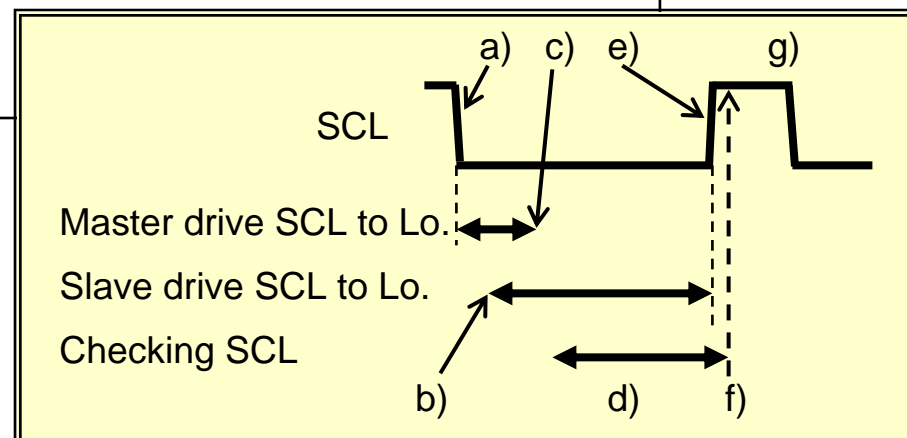 a) c) e) g)
SCL
Master drive SCL to Lo.
Slave drive SCL to Lo.
Checking SCL
b) d) f)